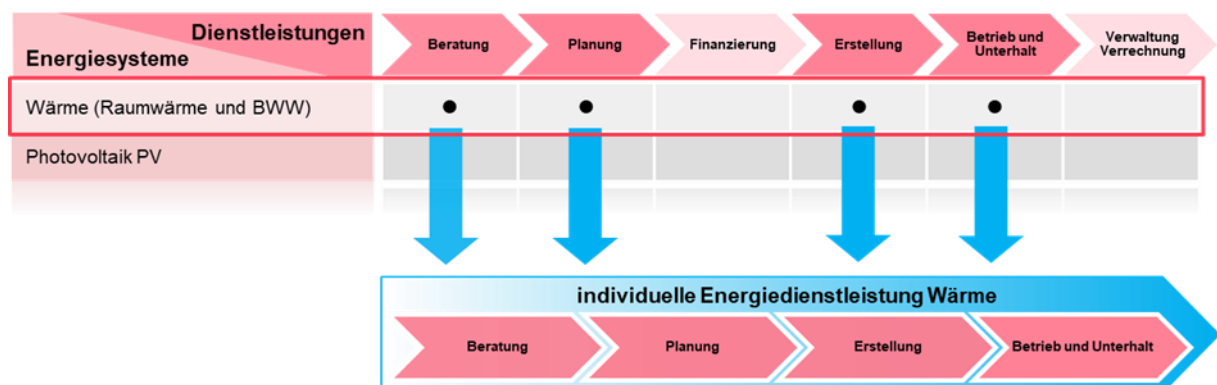 Dienstleistungen
Energiesysteme
Beratung
Planung
Finanzierung
Erstellung
Betrieb und
Unterhalt
Verwaltung
Verrechnung
Wärme (Raumwärme und BWW)
Photovoltaik PV
individuelle Energiedienstleistung Wärme
Beratung
Planung
Erstellung
Betrieb und Unterhalt